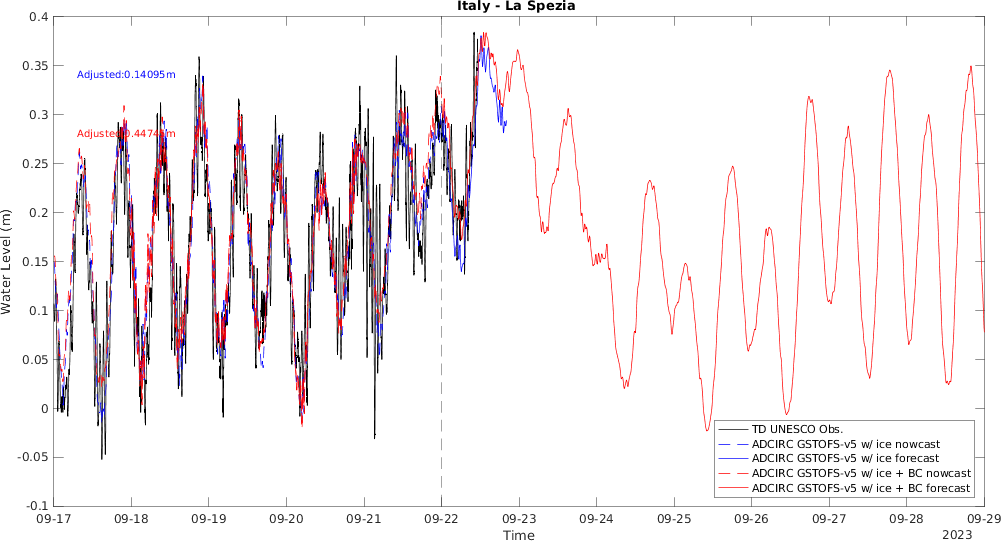 Italy - La Spezia
0.4
0.35
0.3
0.25
0.2
0.15
0.1
0.05
0
-0.05
-0.1
Water Level (m)
Adjusted:0.14095m
TD UNESCO Obs.
ADCIRC GSTOFS-v5 w/ ice nowcast
ADCIRC GSTOFS-v5 w/ ice forecast
ADCIRC GSTOFS-v5 w/ ice + BC nowcast
ADCIRC GSTOFS-v5 w/ ice + BC forecast
09-17 09-18 09-19 09-20 09-21 09-22 09-23 09-24 09-25 09-26 09-27 09-28 09-29
Time
2023